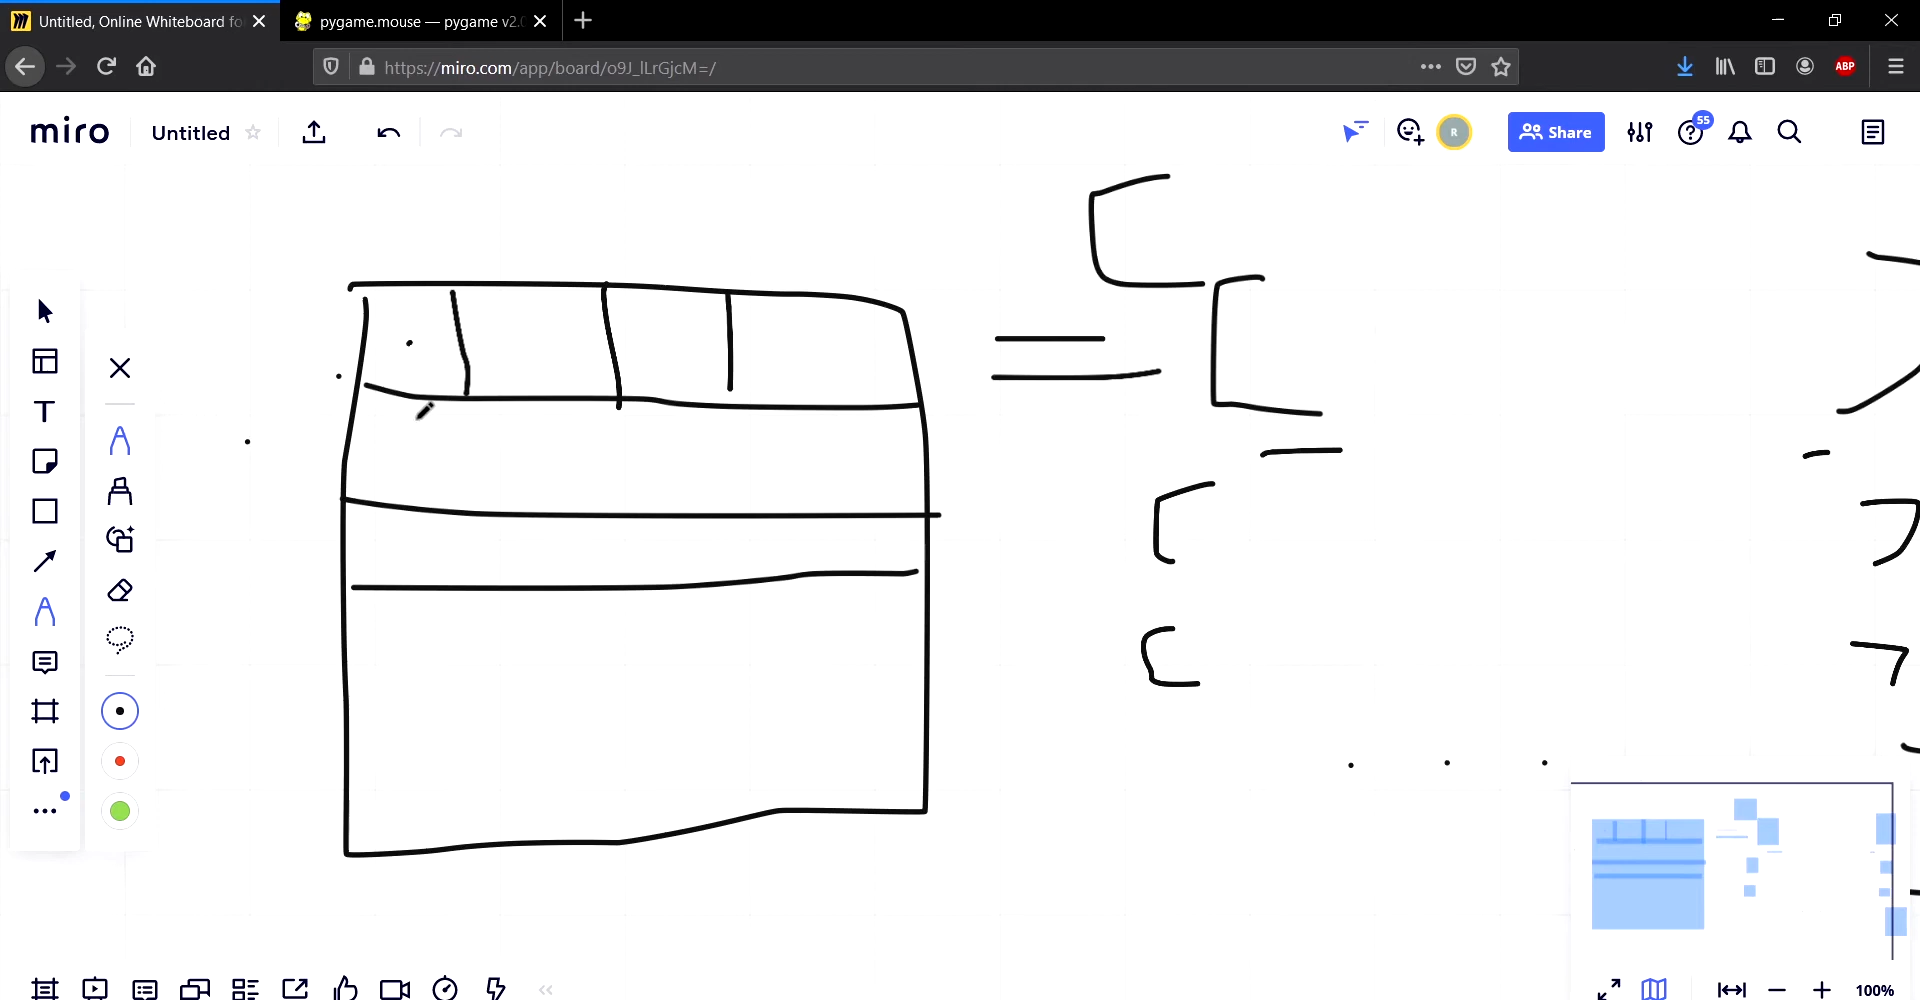 Untitled, Online Whiteboard fo
pygame.mouse — pygame v2.0
https://miro.com/app/board/o9J_lLrGjcM=/
ABP
miro
Untitled
R
Share
55
T
100%